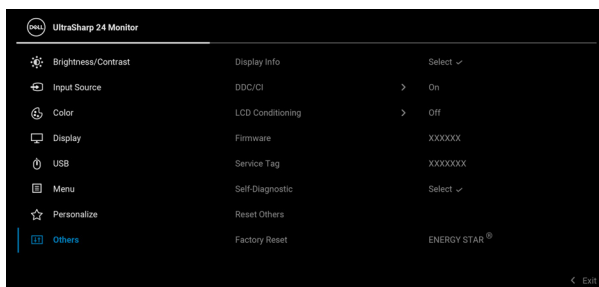 DELL UltraSharp 24 Monitor
Brightness/Contrast Display Info Select ✓
Input Source DDC/CI > On
Color LCD Conditioning > Off
Display Firmware XXXXXX
USB Service Tag XXXXXXX
Menu Self-Diagnostic Select ✓
Personalize Reset Others
Others Factory Reset ENERGY STAR ®
< Exit